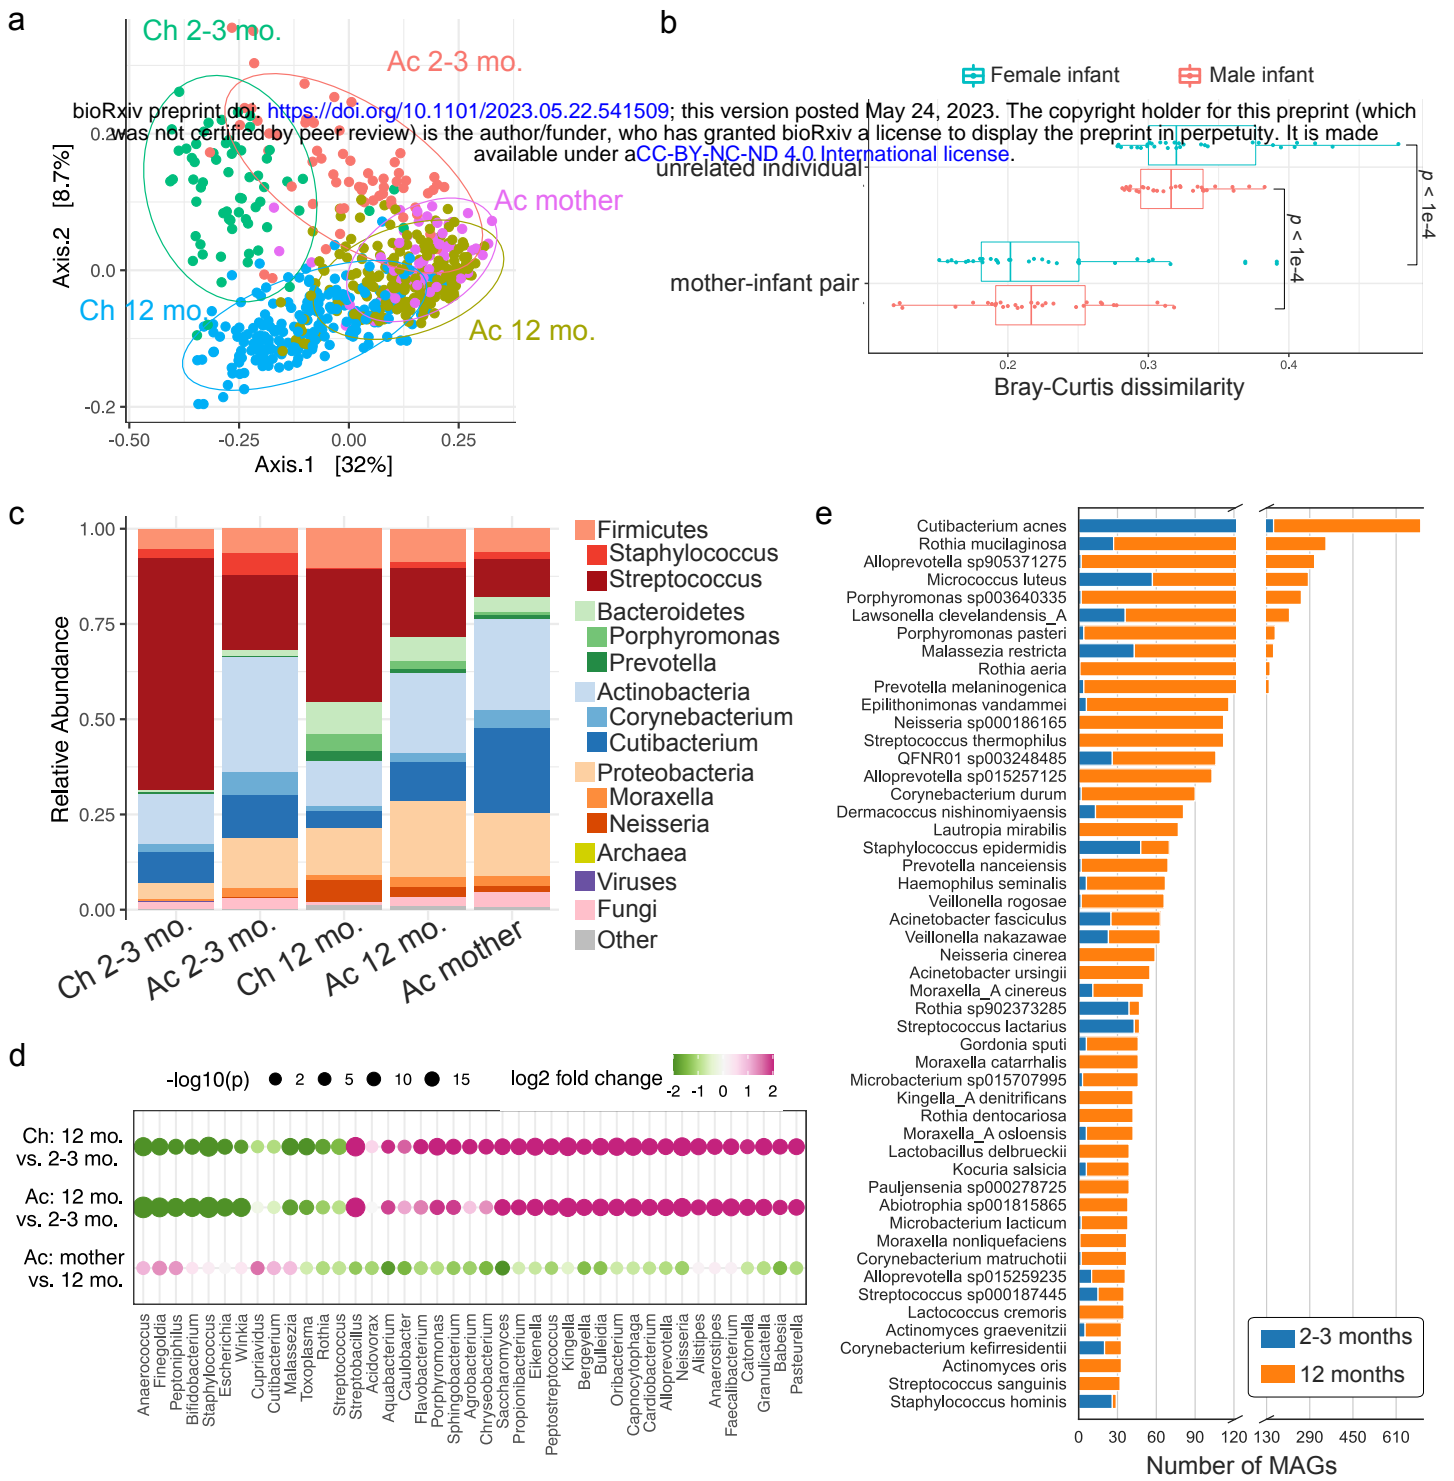 a
Ch 2-3 mo.
Ac 2-3 mo.
Ac mother
Ch 12 mo.
Ac 12 mo.
Axis.2 [8.7%]
0.2
0.0
-0.2
-0.50
-0.25
0.00
0.25
Axis.1 [32%]
b
Female infant
Male infant
bioRxiv preprint doi: https://doi.org/10.1101/2023.05.22.541509; this version posted May 24, 2023. The copyright holder for this preprint (which
was not certified by peer review) is the author/funder, who has granted bioRxiv a license to display the preprint in perpetuity. It is made
available under aCC-BY-NC-ND 4.0 International license.
unrelated individual
mother-infant pair
p < 1e-4
p < 1e-4
0.2
0.3
0.4
Bray-Curtis dissimilarity
c
Relative Abundance
1.00
0.75
0.50
0.25
0.00
Ch 2-3 mo.
Ac 2-3 mo.
Ch 12 mo.
Ac 12 mo.
Ac mother
Firmicutes
Staphylococcus
Streptococcus
Bacteroidetes
Porphyromonas
Prevotella
Actinobacteria
Corynebacterium
Cutibacterium
Proteobacteria
Moraxella
Neisseria
Archaea
Viruses
Fungi
Other
d
-log10(p) 2 5 10 15
log2 fold change
-2 -1 0 1 2
Ch: 12 mo.
vs. 2-3 mo.
Ac: 12 mo.
vs. 2-3 mo.
Ac: mother
vs. 12 mo.
Anaerococcus
Finegoldia
Peptoniphilus
Bifidobacterium
Staphylococcus
Escherichia
Winkia
Cupriavidus
Cutibacterium
Malassezia
Toxoplasma
Rothia
Streptococcus
Streptobacillus
Acidovorax
Aquabacterium
Caulobacter
Flavobacterium
Porphyromonas
Sphingobacterium
Agrobacterium
Chryseobacterium
Saccharomyces
Propionibacterium
Eikenella
Peptostreptococcus
Kingella
Bergeyella
Bulleidia
Oribacterium
Capnocytophaga
Cardiobacterium
Alloprevotella
Neisseria
Alistipes
Anaerostipes
Faecalibacterium
Catonella
Granulicatella
Babesia
Pasteurella
e
Cutibacterium acnes
Rothia mucilaginosa
Alloprevotella sp905371275
Micrococcus luteus
Porphyromonas sp003640335
Lawsonella clevelandensis_A
Porphyromonas pasteri
Malassezia restricta
Rothia aeria
Prevotella melaninogenica
Epilithonimonas vandammei
Neisseria sp000186165
Streptococcus thermophilus
QFNR01 sp003248485
Alloprevotella sp015257125
Corynebacterium durum
Dermacoccus nishinomiyaensis
Lautropia mirabilis
Staphylococcus epidermidis
Prevotella nanceiensis
Haemophilus seminalis
Veillonella rogosae
Acinetobacter fasciculus
Veillonella nakazawae
Neisseria cinerea
Acinetobacter ursingii
Moraxella_A cinereus
Rothia sp902373285
Streptococcus lactarius
Gordonia sputi
Moraxella catarrhalis
Microbacterium sp015707995
Kingella_A denitrificans
Rothia dentocariosa
Moraxella_A osloensis
Lactobacillus delbrueckii
Kocuria salsicia
Pauljensenia sp000278725
Abiotrophia sp001815865
Microbacterium lacticum
Moraxella nonliquefaciens
Corynebacterium matruchotii
Alloprevotella sp015259235
Streptococcus sp000187445
Lactococcus cremoris
Actinomyces graevenitzii
Corynebacterium kefirresidentii
Actinomyces oris
Streptococcus sanguinis
Staphylococcus hominis
2-3 months
12 months
0 30 60 90 120 130 290 450 610
Number of MAGs